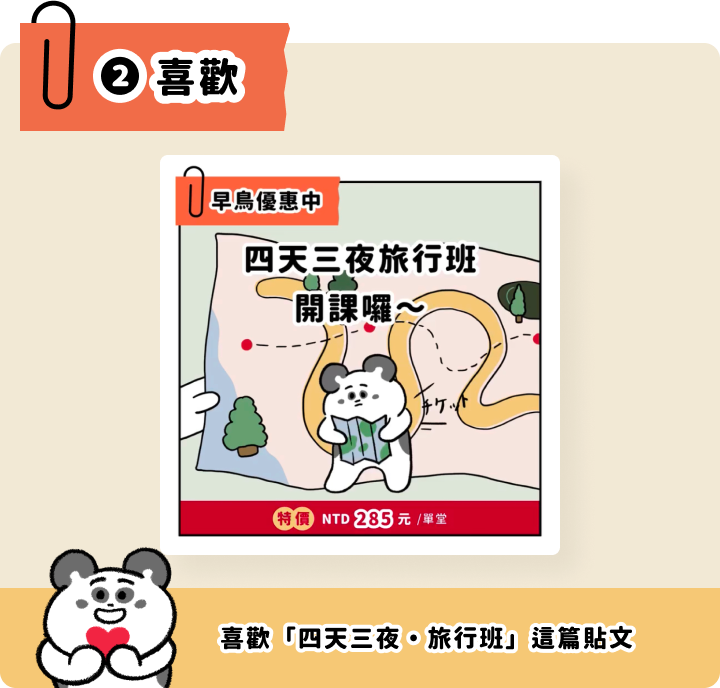 2 喜歡
早鳥優惠中
四天三夜旅行班
開課囉～
チケット
特價 NTD 285 元 /單堂
喜歡「四天三夜・旅行班」這篇貼文